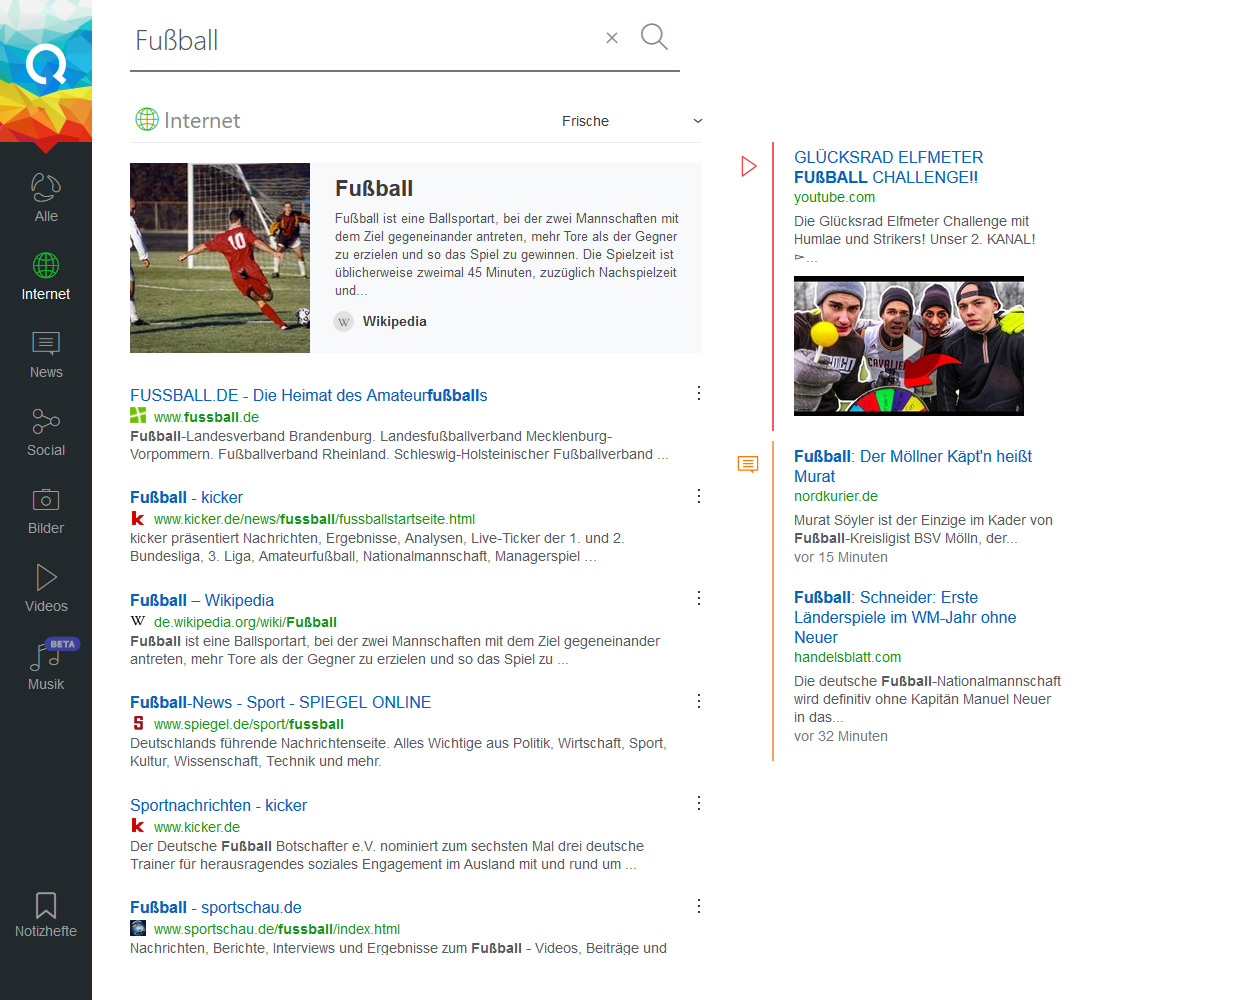 Fußball
Internet
Frische
Alle
Internet
News
Social
Bilder
Videos
BETA
Musik
Notizhefte
Fußball
Fußball ist eine Ballsportart, bei der zwei Mannschaften mit
dem Ziel gegeneinander antreten, mehr Tore als der Gegner
zu erzielen und so das Spiel zu gewinnen. Die Spielzeit ist
üblicherweise zweimal 45 Minuten, zuzüglich Nachspielzeit
und...
W Wikipedia
FUSSBALL.DE - Die Heimat des Amateurfußballs
www.fussball.de
Fußball-Landesverband Brandenburg. Landesfußballverband Mecklenburg-
Vorpommern. Fußballverband Rheinland. Schleswig-Holsteinischer Fußballverband ...
Fußball - kicker
k www.kicker.de/news/fussball/fussballstartseite.html
kicker präsentiert Nachrichten, Ergebnisse, Analysen, Live-Ticker der 1. und 2.
Bundesliga, 3. Liga, Amateurfußball, Nationalmannschaft, Managerspiel ...
Fußball – Wikipedia
W de.wikipedia.org/wiki/Fußball
Fußball ist eine Ballsportart, bei der zwei Mannschaften mit dem Ziel gegeneinander
antreten, mehr Tore als der Gegner zu erzielen und so das Spiel zu ...
Fußball-News - Sport - SPIEGEL ONLINE
S www.spiegel.de/sport/fussball
Deutschlands führende Nachrichtenseite. Alles Wichtige aus Politik, Wirtschaft, Sport,
Kultur, Wissenschaft, Technik und mehr.
Sportnachrichten - kicker
k www.kicker.de
Der Deutsche Fußball Botschafter e.V. nominiert zum sechsten Mal drei deutsche
Trainer für herausragendes soziales Engagement im Ausland mit und rund um ...
Fußball - sportschau.de
www.sportschau.de/fussball/index.html
Nachrichten, Berichte, Interviews und Ergebnisse zum Fußball - Videos, Beiträge und
GLÜCKSRAD ELFMETER
FUßBALL CHALLENGE!!
youtube.com
Die Glücksrad Elfmeter Challenge mit
Humlae und Strikers! Unser 2. KANAL!
▻...
CAVALIERS
Fußball: Der Möllner Käpt'n heißt
Murat
nordkurier.de
Murat Söyler ist der Einzige im Kader von
Fußball-Kreisligist BSV Mölln, der...
vor 15 Minuten
Fußball: Schneider: Erste
Länderspiele im WM-Jahr ohne
Neuer
handelsblatt.com
Die deutsche Fußball-Nationalmannschaft
wird definitiv ohne Kapitän Manuel Neuer
in das...
vor 32 Minuten
10